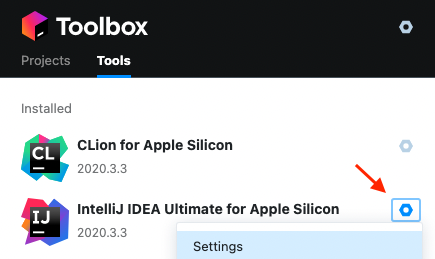 Toolbox
Projects Tools
Installed
CL
CLion for Apple Silicon
2020.3.3
IJ
IntelliJ IDEA Ultimate for Apple Silicon
2020.3.3
Settings